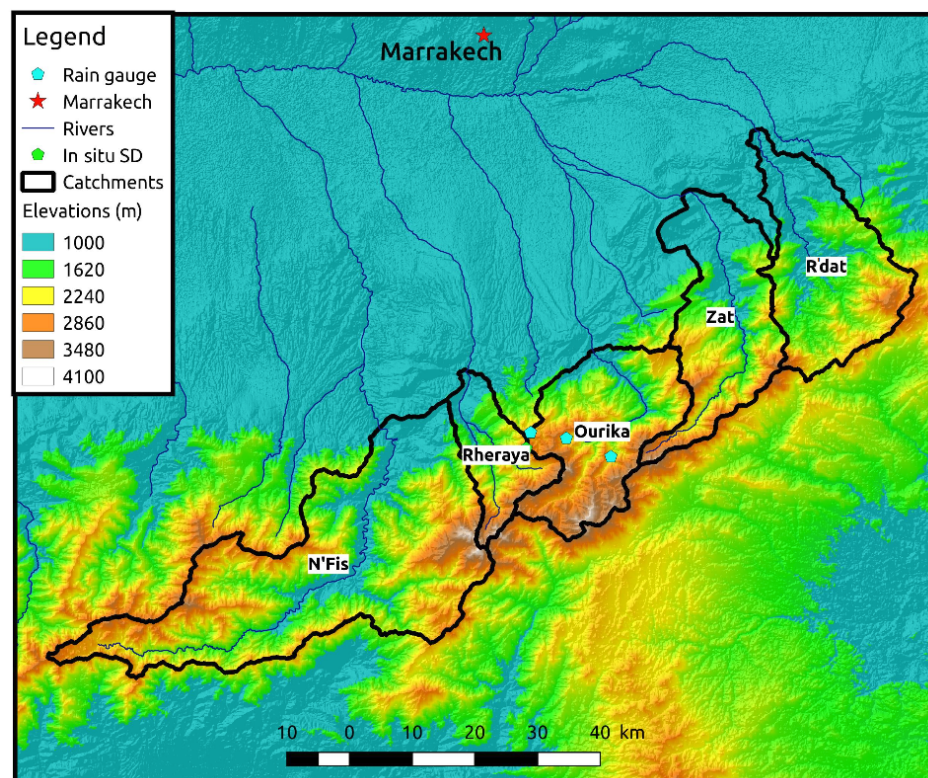 Legend
Rain gauge
Marrakech
Rivers
In situ SD
Catchments
Elevations (m)
1000
1620
2240
2860
3480
4100
Marrakech
R'dat
Zat
Ourika
Rheraya
N'Fis
10 0 10 20 30 40 km